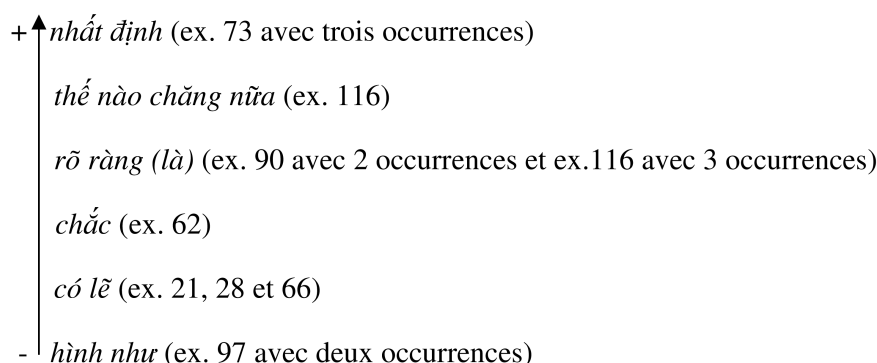 + nhất định (ex. 73 avec trois occurrences)
thế nào chăng nữa (ex. 116)
rõ ràng (là) (ex. 90 avec 2 occurrences et ex.116 avec 3 occurrences)
chắc (ex. 62)
có lẽ (ex. 21, 28 et 66)
- hình như (ex. 97 avec deux occurrences)